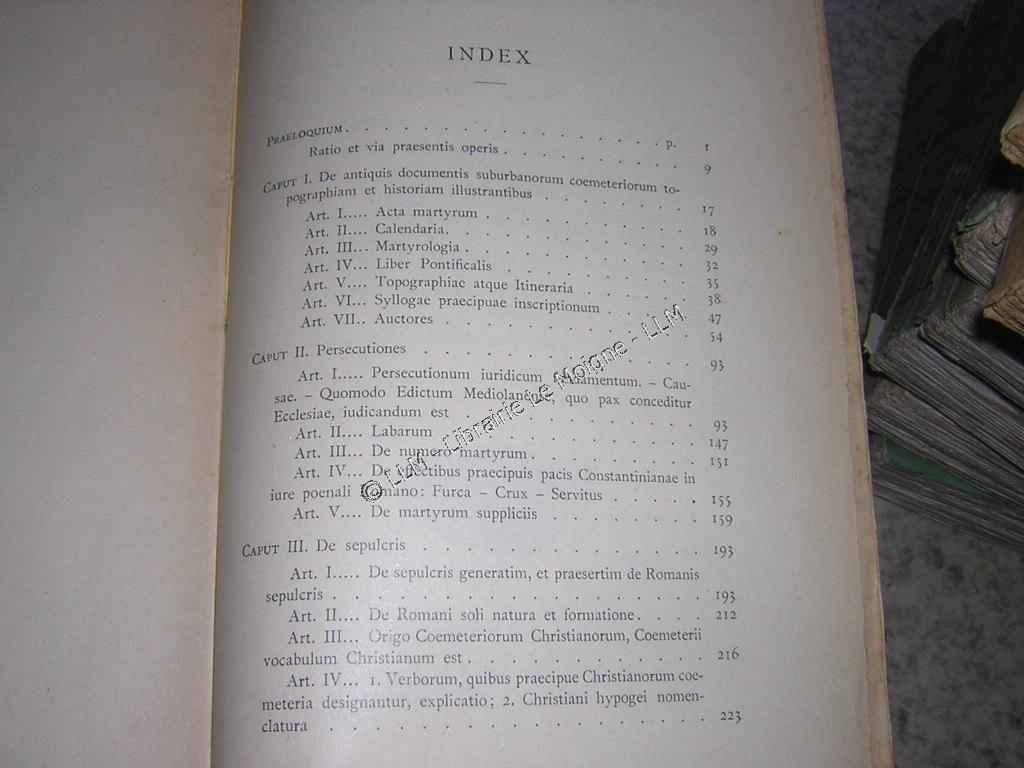 INDEX
PRAELOQUIUM . . . . . . . . . . . . . . . . . p. 1
Ratio et via praesentis operis . . . . . . . . . . 9
CAPUT I. De antiquis documentis suburbanorum coemeteriorum to-
pographiam et historiam illustrantibus . . . . . . . . 17
Art. I..... Acta martyrum . . . . . . . . . . 18
Art. II.... Calendaria. . . . . . . . . . . . 29
Art. III... Martyrologia . . . . . . . . . . . 32
Art. IV... Liber Pontificalis . . . . . . . . . . 35
Art. V.... Topographiae atque Itineraria . . . . . . 38
Art. VI... Syllogae praecipuae inscriptionum . . . . 47
Art. VII.. Auctores . . . . . . . . . . . . 54
CAPUT II. Persecutiones . . . . . . . . . . . . . 93
Art. I..... Persecutionum iuridicum fundamentum. – Cau-
sae. – Quomodo Edictum Mediolanense, quo pax conceditur
Ecclesiae, iudicandum est . . . . . . . . . . . 93
Art. II.... Labarum . . . . . . . . . . . . 147
Art. III... De numero martyrum . . . . . . . . 151
Art. IV... De effectibus praecipuis pacis Constantinianae in
iure poenali Romano: Furca – Crux – Servitus . . . . . 155
Art. V.... De martyrum suppliciis . . . . . . . . 159
CAPUT III. De sepulcris . . . . . . . . . . . . . 193
Art. I..... De sepulcris generatim, et praesertim de Romanis
sepulcris . . . . . . . . . . . . . . . . . 193
Art. II.... De Romani soli natura et formatione. . . . 212
Art. III... Origo Coemeteriorum Christianorum, Coemeterii
vocabulum Christianum est . . . . . . . . . . . 216
Art. IV... 1. Verborum, quibus praecipue Christianorum coe-
meteria designantur, explicatio; 2. Christiani hypogei nomen-
clatura . . . . . . . . . . . . . . . . . 223
© LLM - Librairie Le Moigne - LLM